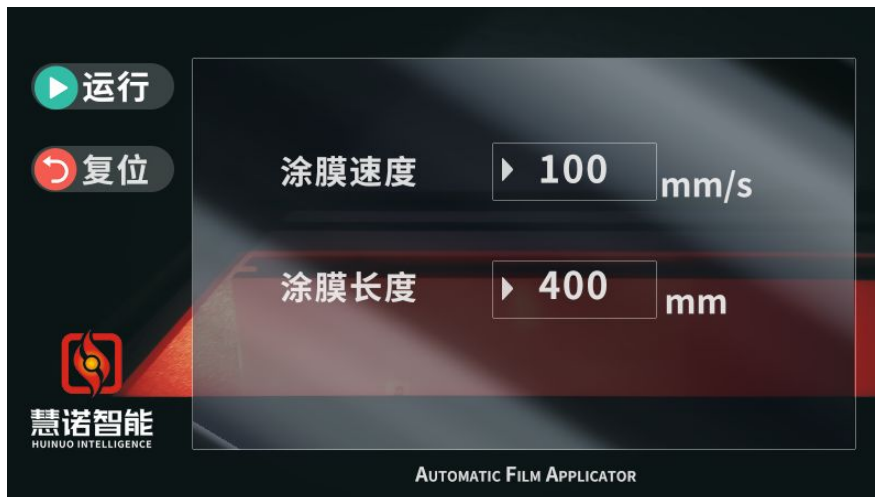 运行
复位
涂膜速度 100 mm/s
涂膜长度 400 mm
慧诺智能
HUINUO INTELLIGENCE
AUTOMATIC FILM APPLICATOR